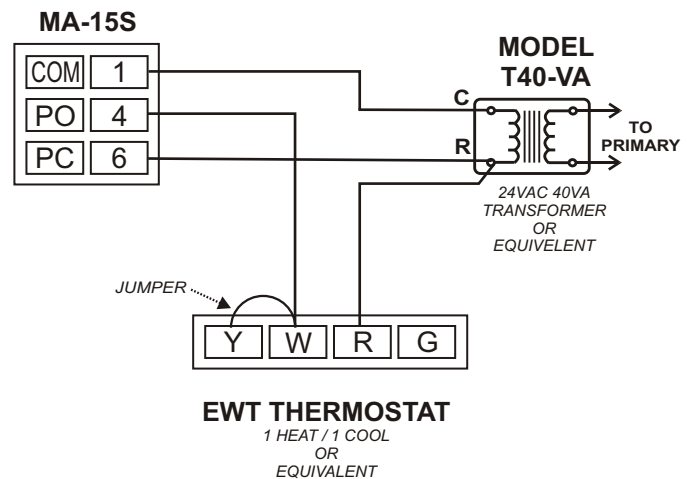 MA-15S
COM 1
PO 4
PC 6
MODEL
T40-VA
C
R
TO
PRIMARY
24VAC 40VA
TRANSFORMER
OR
EQUIVELENT
JUMPER
Y W R G
EWT THERMOSTAT
1 HEAT / 1 COOL
OR
EQUIVALENT